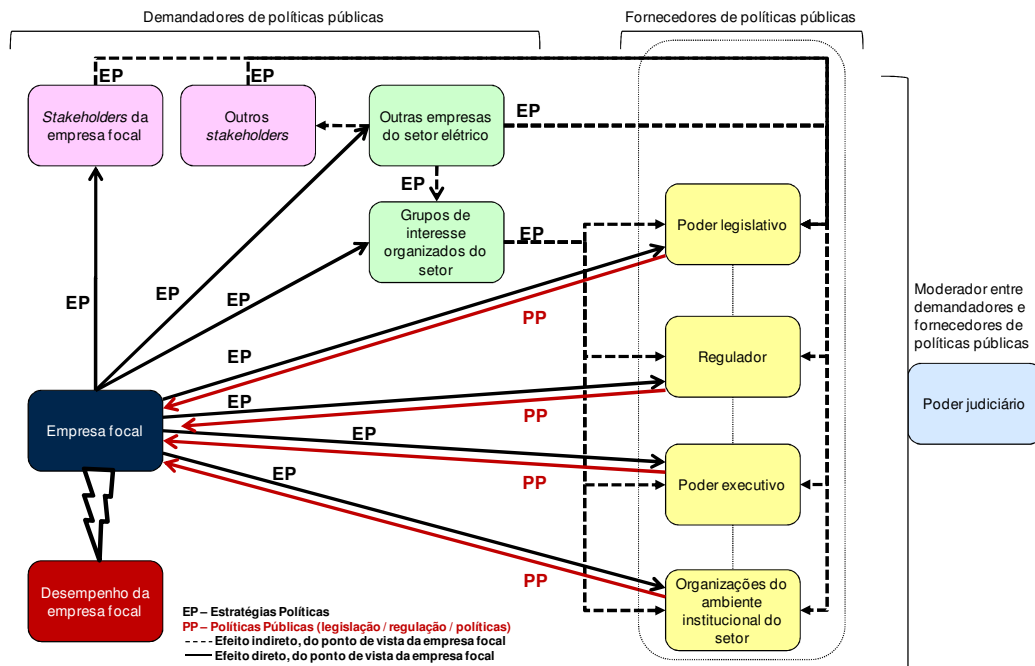 Demandadores de políticas públicas
Fornecedores de políticas públicas
EP
EP
Stakeholders da
empresa focal
Outros
stakeholders
Outras empresas
do setor elétrico
EP
EP
Grupos de
interesse
organizados do
setor
EP
Poder legislativo
EP
EP
EP
PP
EP
Moderador entre
demandadores e
fornecedores de
políticas públicas
Regulador
EP
PP
Poder judiciário
Empresa focal
EP
EP
PP
Poder executivo
PP
Desempenho da
empresa focal
Organizações do
ambiente
institucional do
setor
EP – Estratégias Políticas
PP – Políticas Públicas (legislação / regulação / políticas)
Efeito indireto, do ponto de vista da empresa focal
Efeito direto, do ponto de vista da empresa focal